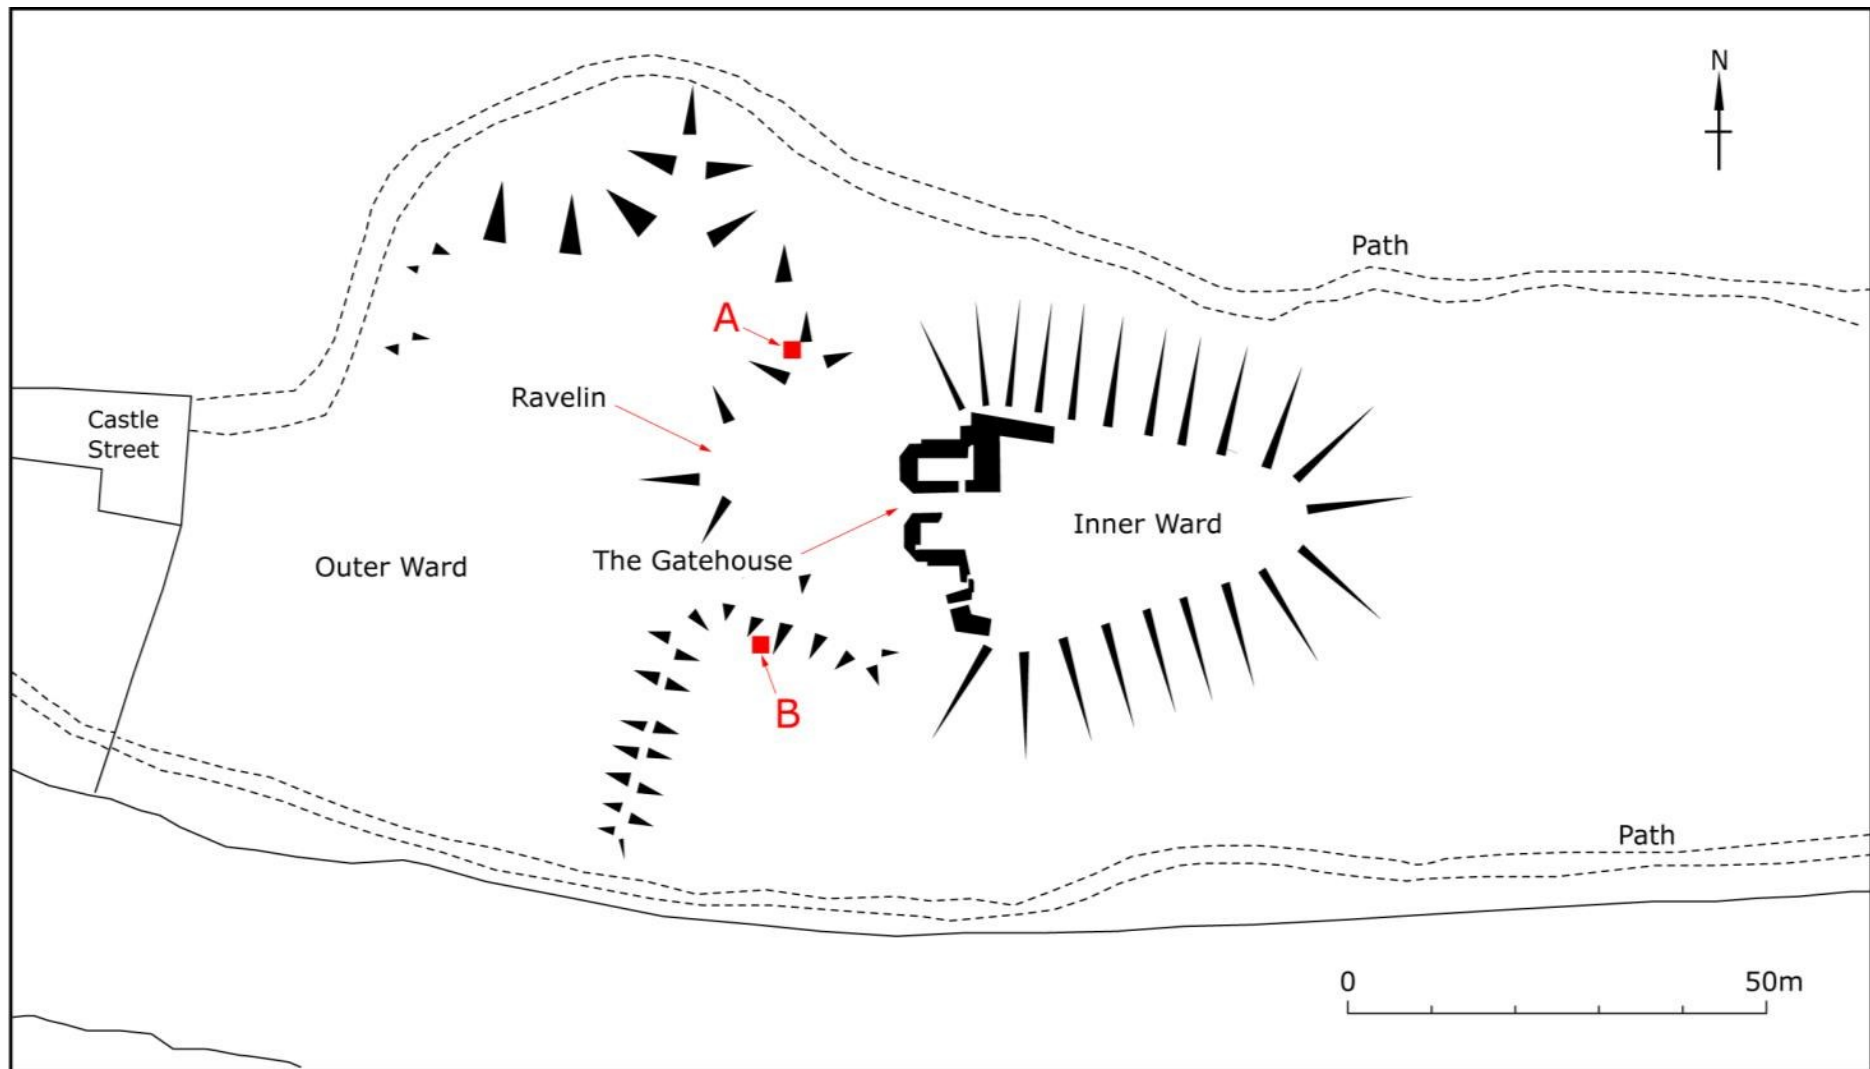 N
Path
A
Ravelin
Castle
Street
Inner Ward
The Gatehouse
Outer Ward
B
Path
0
50m